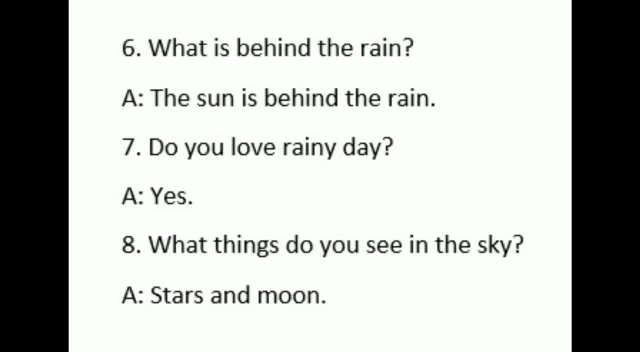 6. What is behind the rain?
A: The sun is behind the rain.
7. Do you love rainy day?
A: Yes.
8. What things do you see in the sky?
A: Stars and moon.